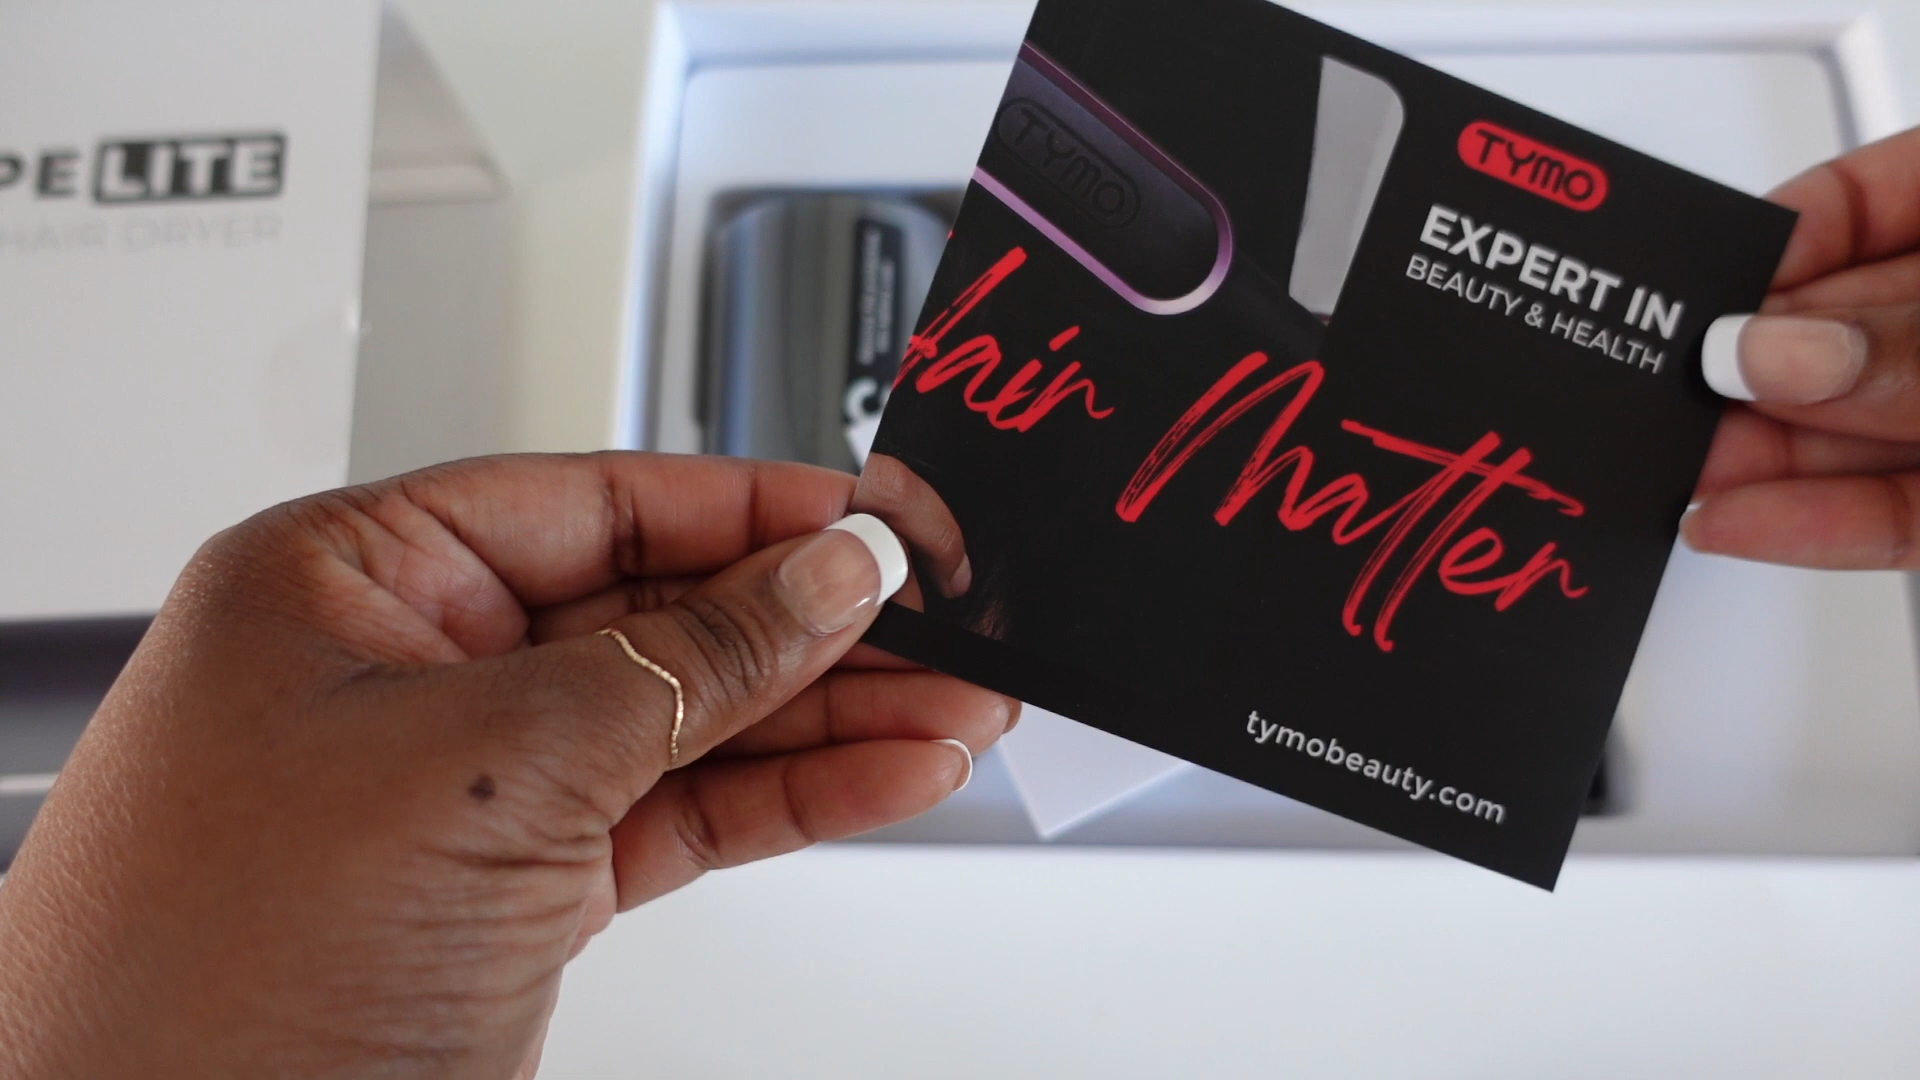 PE LITE
HAIR DRYER
TYMO
TYMO
EXPERT IN
BEAUTY & HEALTH
Hair Matter
tymobeauty.com